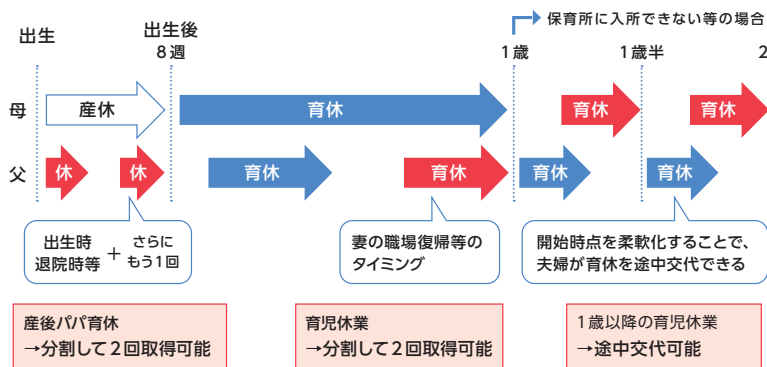 保育所に入所できない等の場合
出生
出生後
8週
1歳
1歳半
2
母
産休
育休
育休
育休
父
休
休
育休
育休
育休
育休
出生時
退院時等
+
さらに
もう1回
妻の職場復帰等の
タイミング
開始時点を柔軟化することで、
夫婦が育休を途中交代できる
産後パパ育休
→分割して2回取得可能
育児休業
→分割して2回取得可能
1歳以降の育児休業
→途中交代可能